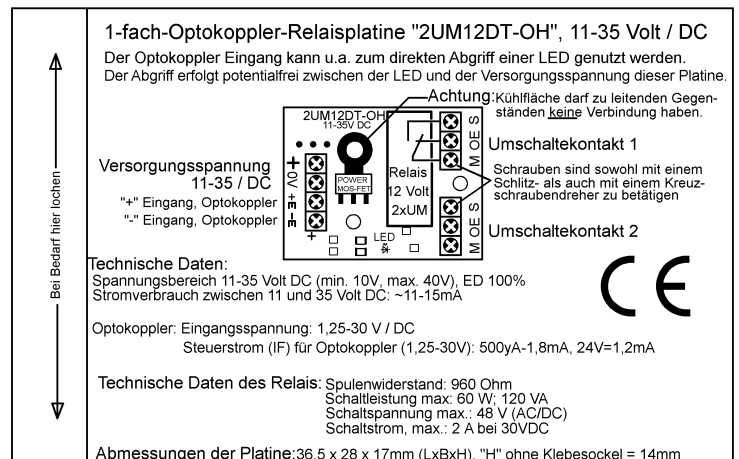 1-fach-Optokoppler-Relaisplatine "2UM12DT-OH", 11-35 Volt / DC
Der Optokoppler Eingang kann u.a. zum direkten Abgriff einer LED genutzt werden.
Der Abgriff erfolgt potentialfrei zwischen der LED und der Versorgungsspannung dieser Platine.
Achtung: Kühlfläche darf zu leitenden Gegen-
ständen keine Verbindung haben.
2UM12DT-OH
11-35V DC
Versorgungsspannung
11-35 / DC
"+" Eingang, Optokoppler
"-" Eingang, Optokoppler
+ 0V +E -E
+
POWER
MOS-FET
Relais
12 Volt
2xUM
LED
M OE S
M OE S
Umschaltekontakt 1
Schrauben sind sowohl mit einem
Schlitz- als auch mit einem Kreuz-
schraubendreher zu betätigen
Umschaltekontakt 2
Bei Bedarf hier lochen
Technische Daten:
Spannungsbereich 11-35 Volt DC (min. 10V, max. 40V), ED 100%
Stromverbrauch zwischen 11 und 35 Volt DC: ~11-15mA
CE
Optokoppler: Eingangsspannung: 1,25-30 V / DC
Steuerstrom (IF) für Optokoppler (1,25-30V): 500yA-1,8mA, 24V=1,2mA
Technische Daten des Relais: Spulenwiderstand: 960 Ohm
Schaltleistung max: 60 W; 120 VA
Schaltspannung max.: 48 V (AC/DC)
Schaltstrom, max.: 2 A bei 30VDC
Abmessungen der Platine:36,5 x 28 x 17mm (LxBxH), "H" ohne Klebesockel = 14mm